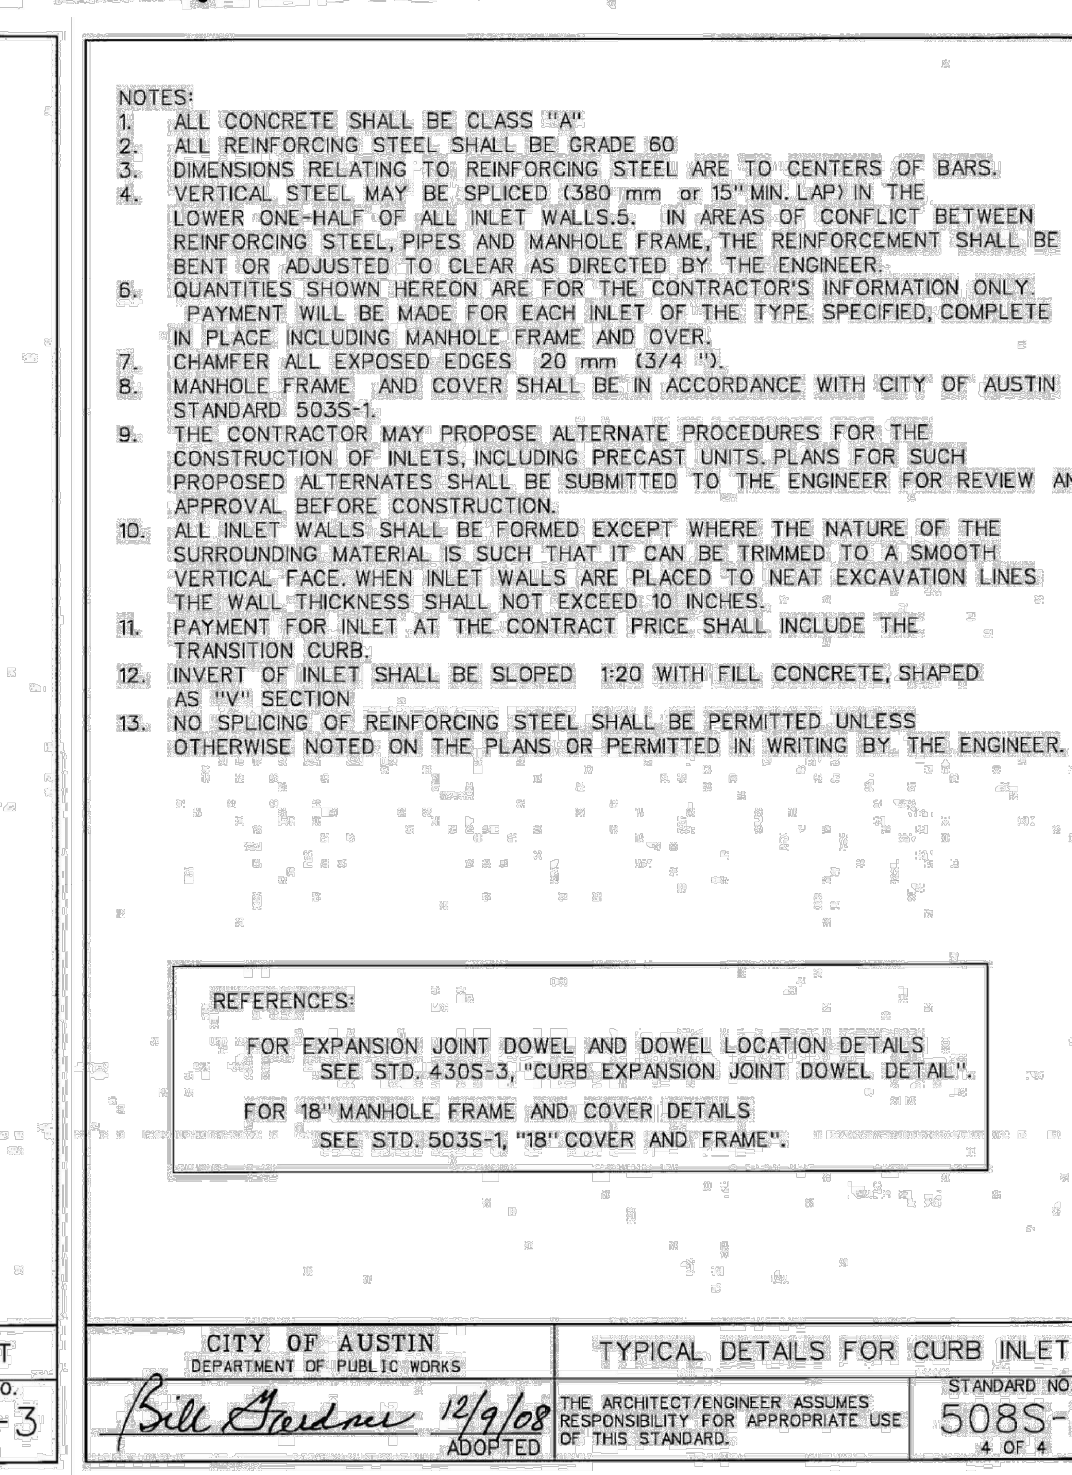 NOTES:
1. ALL CONCRETE SHALL BE CLASS "A"
2. ALL REINFORCING STEEL SHALL BE GRADE 60
3. DIMENSIONS RELATING TO REINFORCING STEEL ARE TO CENTERS OF BARS.
4. VERTICAL STEEL MAY BE SPLICED (380 mm or 15" MIN. LAP) IN THE
LOWER ONE-HALF OF ALL INLET WALLS.5. IN AREAS OF CONFLICT BETWEEN
REINFORCING STEEL, PIPES AND MANHOLE FRAME, THE REINFORCEMENT SHALL BE
BENT OR ADJUSTED TO CLEAR AS DIRECTED BY THE ENGINEER.
6. QUANTITIES SHOWN HEREON ARE FOR THE CONTRACTOR'S INFORMATION ONLY
PAYMENT WILL BE MADE FOR EACH INLET OF THE TYPE SPECIFIED, COMPLETE
IN PLACE INCLUDING MANHOLE FRAME AND OVER.
7. CHAMFER ALL EXPOSED EDGES 20 mm (3/4 ").
8. MANHOLE FRAME AND COVER SHALL BE IN ACCORDANCE WITH CITY OF AUSTIN
STANDARD 503S-1.
9. THE CONTRACTOR MAY PROPOSE ALTERNATE PROCEDURES FOR THE
CONSTRUCTION OF INLETS, INCLUDING PRECAST UNITS. PLANS FOR SUCH
PROPOSED ALTERNATES SHALL BE SUBMITTED TO THE ENGINEER FOR REVIEW AN
APPROVAL BEFORE CONSTRUCTION.
10. ALL INLET WALLS SHALL BE FORMED EXCEPT WHERE THE NATURE OF THE
SURROUNDING MATERIAL IS SUCH THAT IT CAN BE TRIMMED TO A SMOOTH
VERTICAL FACE. WHEN INLET WALLS ARE PLACED TO NEAT EXCAVATION LINES
THE WALL THICKNESS SHALL NOT EXCEED 10 INCHES.
11. PAYMENT FOR INLET AT THE CONTRACT PRICE SHALL INCLUDE THE
TRANSITION CURB.
12. INVERT OF INLET SHALL BE SLOPED 1:20 WITH FILL CONCRETE, SHAPED
AS "V" SECTION
13. NO SPLICING OF REINFORCING STEEL SHALL BE PERMITTED UNLESS
OTHERWISE NOTED ON THE PLANS OR PERMITTED IN WRITING BY THE ENGINEER.
REFERENCES:
FOR EXPANSION JOINT DOWEL AND DOWEL LOCATION DETAILS
SEE STD. 430S-3, "CURB EXPANSION JOINT DOWEL DETAIL".
FOR 18" MANHOLE FRAME AND COVER DETAILS
SEE STD. 503S-1, "18" COVER AND FRAME".
T
O.
-3
CITY OF AUSTIN
DEPARTMENT OF PUBLIC WORKS
Bill Gardner 12/9/08
ADOPTED
TYPICAL DETAILS FOR CURB INLET
THE ARCHITECT/ENGINEER ASSUMES
RESPONSIBILITY FOR APPROPRIATE USE
OF THIS STANDARD.
STANDARD NO
508S-
4 OF 4